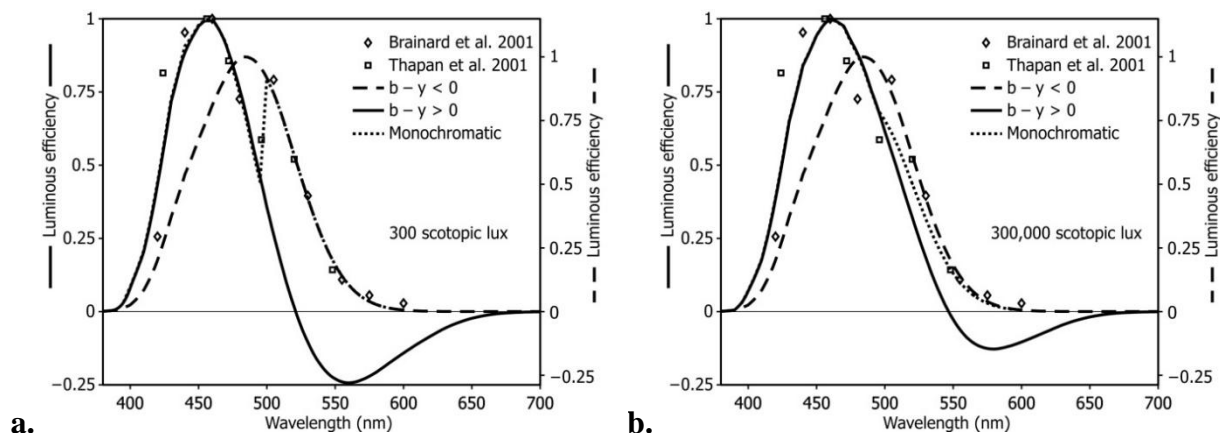 1
0.75
0.5
0.25
0
−0.25
Luminous efficiency
◇ Brainard et al. 2001
□ Thapan et al. 2001
b – y < 0
b – y > 0
Monochromatic
300 scotopic lux
1
0.75
0.5
0.25
0
−0.25
Luminous efficiency
400 450 500 550 600 650 700
Wavelength (nm)
a.
1
0.75
0.5
0.25
0
−0.25
Luminous efficiency
◇ Brainard et al. 2001
□ Thapan et al. 2001
b – y < 0
b – y > 0
Monochromatic
300,000 scotopic lux
1
0.75
0.5
0.25
0
−0.25
Luminous efficiency
400 450 500 550 600 650 700
Wavelength (nm)
b.